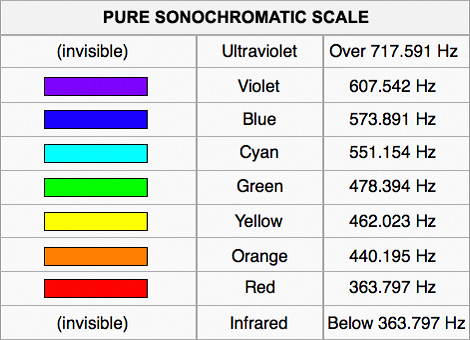 PURE SONOCHROMATIC SCALE
(invisible) Ultraviolet Over 717.591 Hz
Violet 607.542 Hz
Blue 573.891 Hz
Cyan 551.154 Hz
Green 478.394 Hz
Yellow 462.023 Hz
Orange 440.195 Hz
Red 363.797 Hz
(invisible) Infrared Below 363.797 Hz